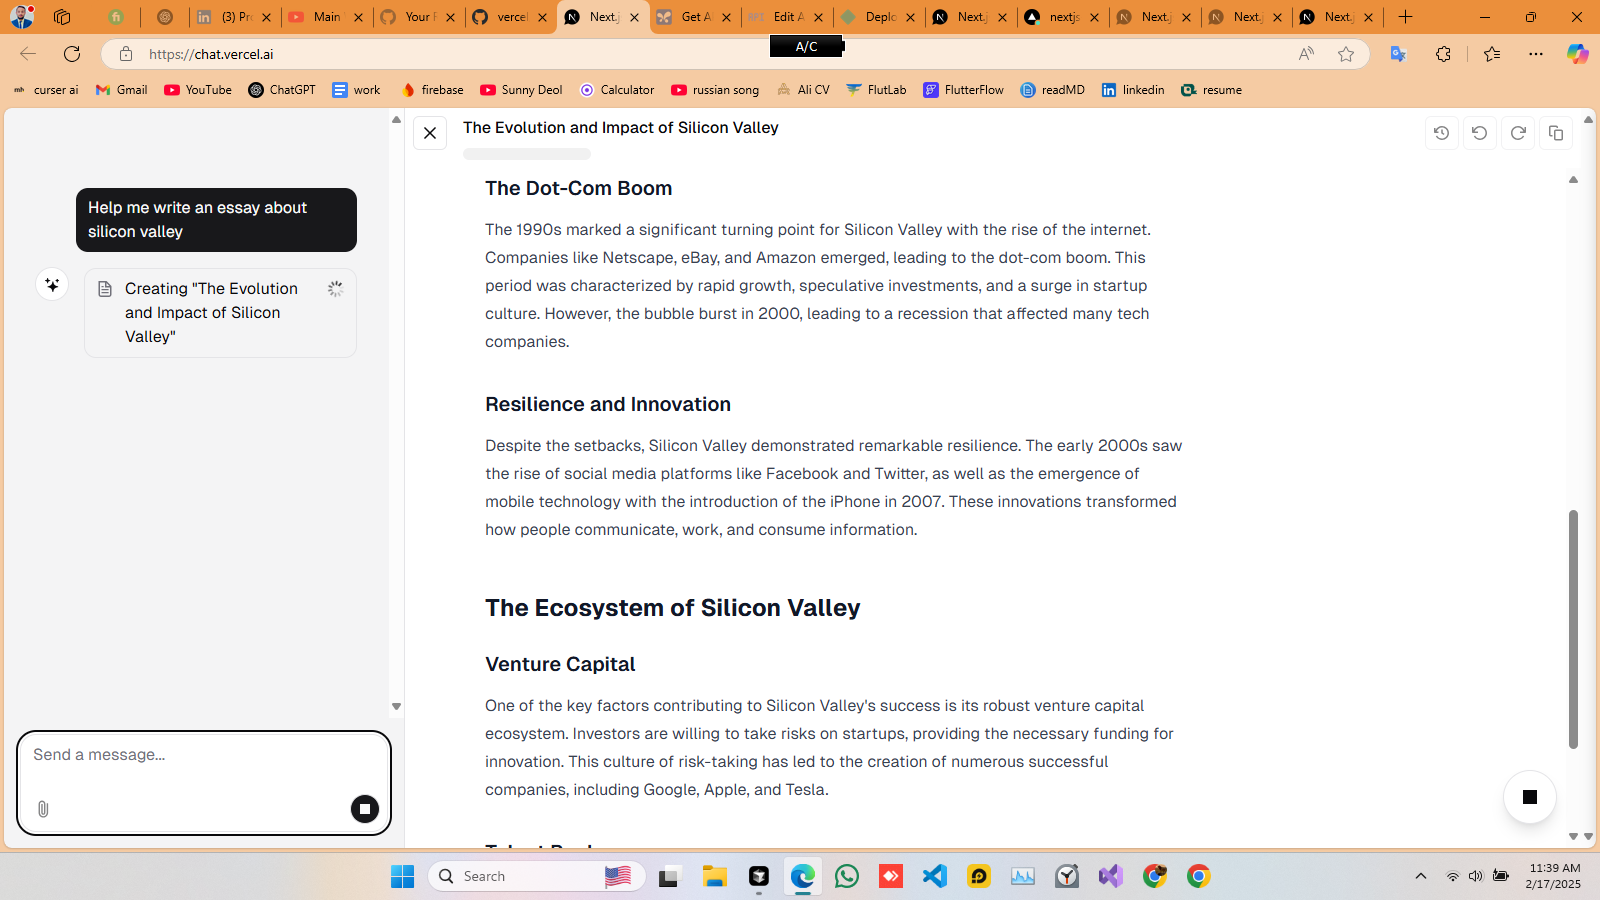 (3) Pr
Main
Your F
vercel
Next.j
Get A
Edit A
Deplo
Next.j
nextjs
Next.j
Next.j
Next.j
A/C
https://chat.vercel.ai
curser ai
Gmail
YouTube
ChatGPT
work
firebase
Sunny Deol
Calculator
russian song
Ali CV
FlutLab
FlutterFlow
readMD
linkedin
resume
Help me write an essay about
silicon valley
Creating "The Evolution
and Impact of Silicon
Valley"
Send a message...
The Evolution and Impact of Silicon Valley
The Dot-Com Boom
The 1990s marked a significant turning point for Silicon Valley with the rise of the internet.
Companies like Netscape, eBay, and Amazon emerged, leading to the dot-com boom. This
period was characterized by rapid growth, speculative investments, and a surge in startup
culture. However, the bubble burst in 2000, leading to a recession that affected many tech
companies.
Resilience and Innovation
Despite the setbacks, Silicon Valley demonstrated remarkable resilience. The early 2000s saw
the rise of social media platforms like Facebook and Twitter, as well as the emergence of
mobile technology with the introduction of the iPhone in 2007. These innovations transformed
how people communicate, work, and consume information.
The Ecosystem of Silicon Valley
Venture Capital
One of the key factors contributing to Silicon Valley's success is its robust venture capital
ecosystem. Investors are willing to take risks on startups, providing the necessary funding for
innovation. This culture of risk-taking has led to the creation of numerous successful
companies, including Google, Apple, and Tesla.
Search
11:39 AM
2/17/2025